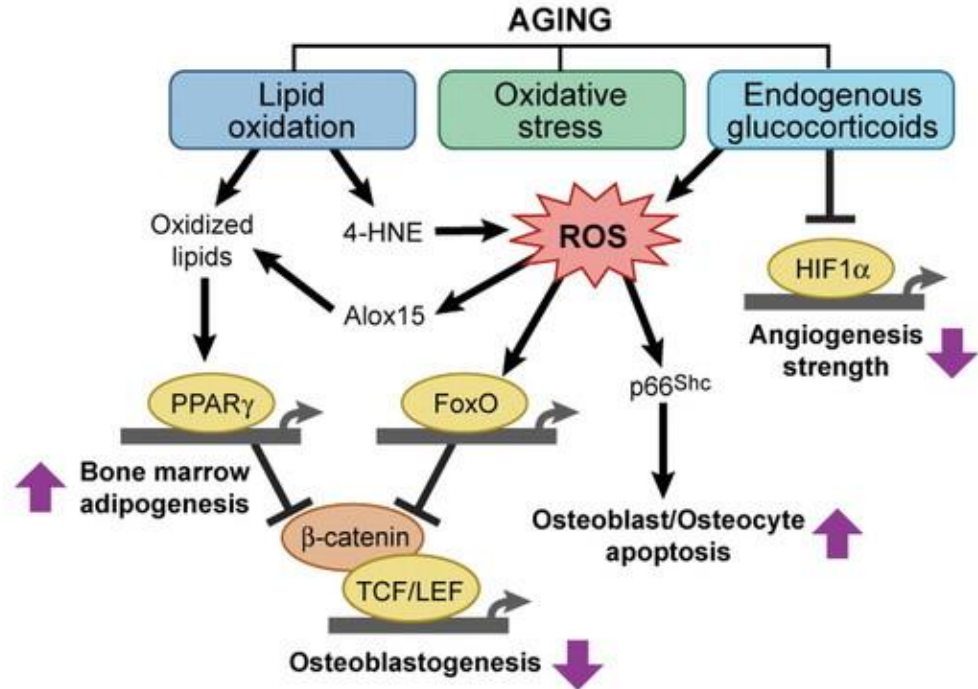 AGING
Lipid
oxidation
Oxidative
stress
Endogenous
glucocorticoids
Oxidized
lipids
4-HNE
ROS
HIF1α
Alox15
Angiogenesis
strength
PPARγ
FoxO
p66Shc
Bone marrow
adipogenesis
β-catenin
Osteoblast/Osteocyte
apoptosis
TCF/LEF
Osteoblastogenesis